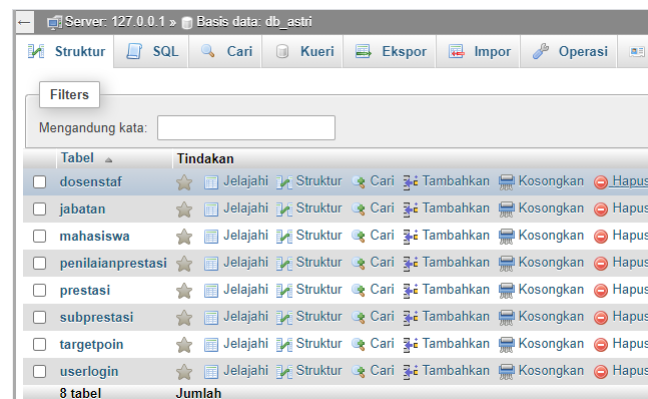 Server: 127.0.0.1 » Basis data: db_astri
Struktur SQL Cari Kueri Ekspor Impor Operasi
Filters
Mengandung kata:
Tabel Tindakan
dosenstaf Jelajahi Struktur Cari Tambahkan Kosongkan Hapus
jabatan Jelajahi Struktur Cari Tambahkan Kosongkan Hapus
mahasiswa Jelajahi Struktur Cari Tambahkan Kosongkan Hapus
penilaianprestasi Jelajahi Struktur Cari Tambahkan Kosongkan Hapus
prestasi Jelajahi Struktur Cari Tambahkan Kosongkan Hapus
subprestasi Jelajahi Struktur Cari Tambahkan Kosongkan Hapus
targetpoin Jelajahi Struktur Cari Tambahkan Kosongkan Hapus
userlogin Jelajahi Struktur Cari Tambahkan Kosongkan Hapus
8 tabel Jumlah